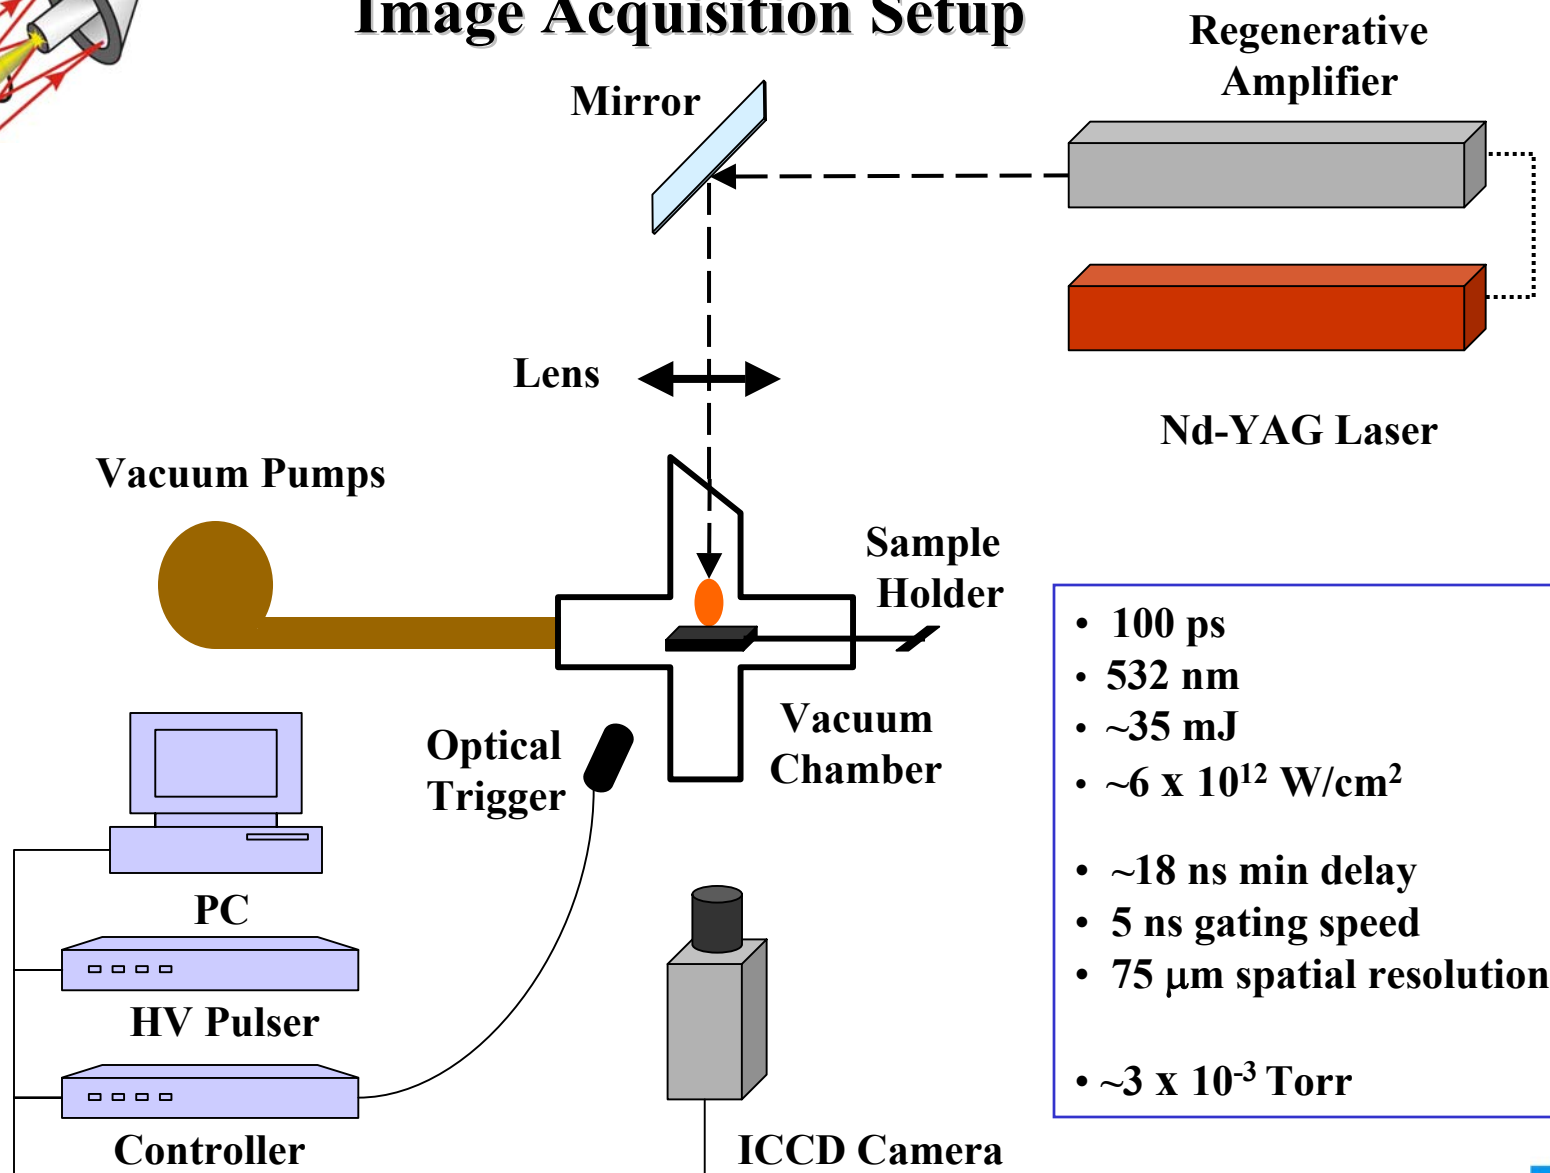 Image Acquisition Setup
Regenerative
Amplifier
Mirror
Lens
Nd-YAG Laser
Vacuum Pumps
Sample
Holder
• 100 ps
• 532 nm
• ~35 mJ
• ~6 x 10¹² W/cm²
• ~18 ns min delay
• 5 ns gating speed
• 75 μm spatial resolution
• ~3 x 10⁻³ Torr
Vacuum
Chamber
Optical
Trigger
PC
HV Pulser
Controller
ICCD Camera